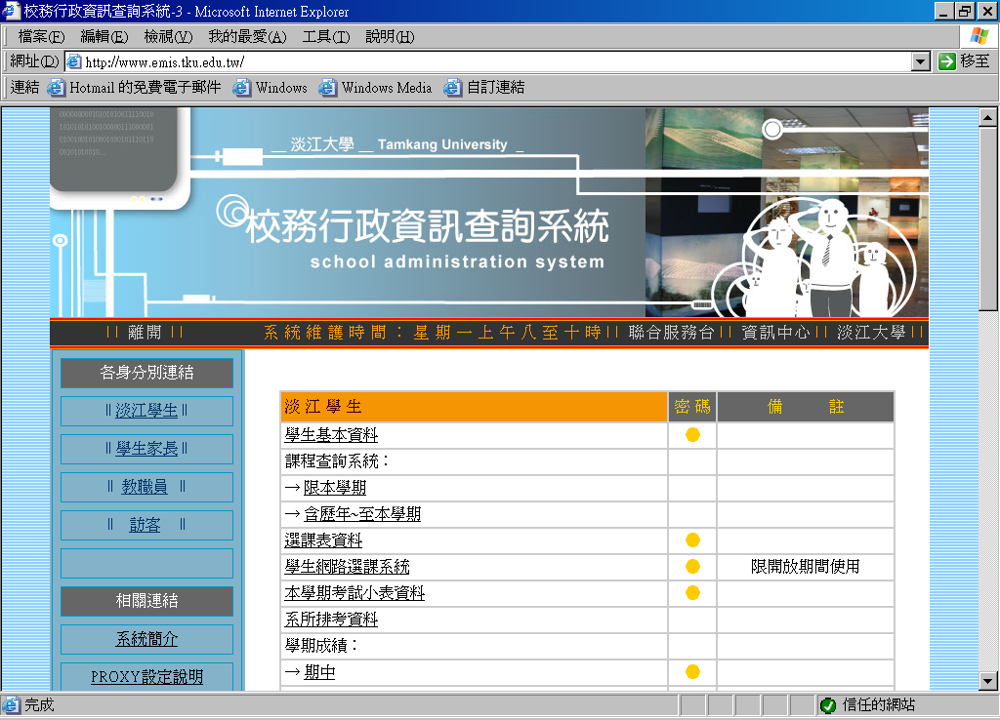 校務行政資訊查詢系統-3 - Microsoft Internet Explorer
檔案(F) 編輯(E) 檢視(V) 我的最愛(A) 工具(T) 說明(H)
網址(D) http://www.emis.tku.edu.tw/ 移至
連結 Hotmail 的免費電子郵件 Windows Windows Media 自訂連結
__ 淡江大學 __ Tamkang University _
校務行政資訊查詢系統
school administration system
|| 離開 || 系統維護時間：星期一上午八至十時|| 聯合服務台|| 資訊中心|| 淡江大學||
各身分別連結
|| 淡江學生 ||
|| 學生家長 ||
|| 教職員 ||
|| 訪客 ||
相關連結
系統簡介
PROXY設定說明
淡江學生 密碼 備 註
學生基本資料
課程查詢系統：
→ 限本學期
→ 含歷年~至本學期
選課表資料
學生網路選課系統 限開放期間使用
本學期考試小表資料
系所排考資料
學期成績：
→ 期中
完成 信任的網站